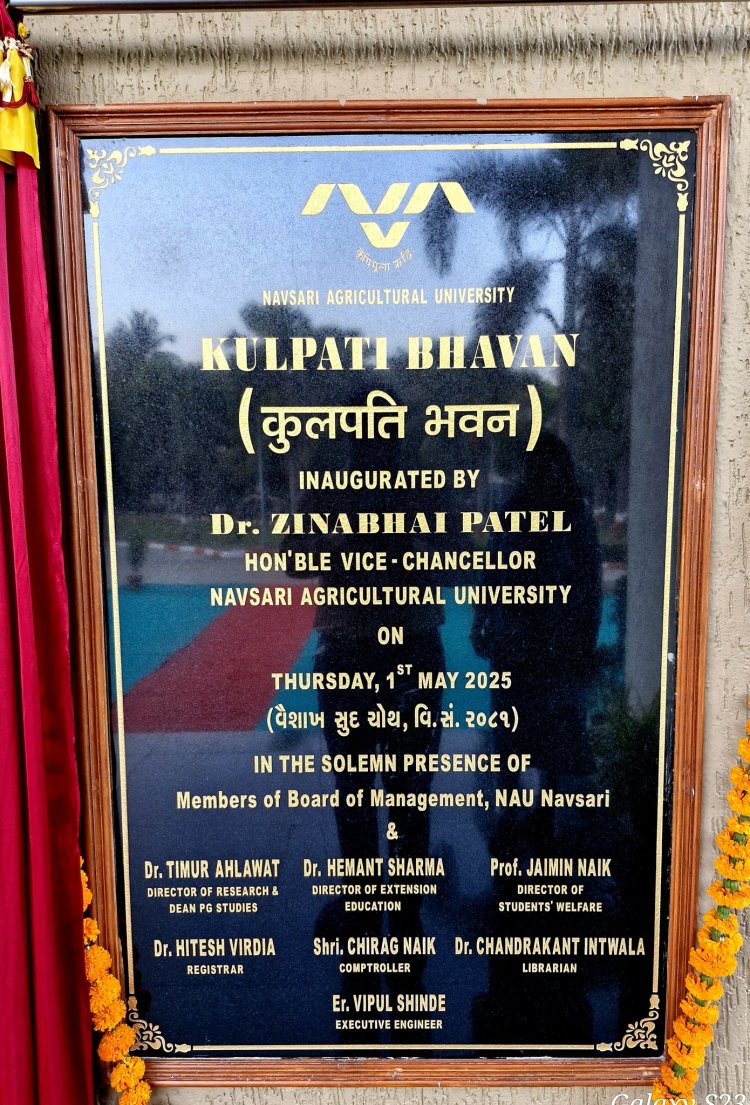 कृषिमूला ऋद्धि
NAVSARI AGRICULTURAL UNIVERSITY
KULPATI BHAVAN
(कुलपति भवन)
INAUGURATED BY
Dr. ZINABHAI PATEL
HON'BLE VICE - CHANCELLOR
NAVSARI AGRICULTURAL UNIVERSITY
ON
THURSDAY, 1ST MAY 2025
(વૈશાખ સુદ ચોથ, વિ.સં. ૨૦૮૧)
IN THE SOLEMN PRESENCE OF
Members of Board of Management, NAU Navsari
&
Dr. TIMUR AHLAWAT
DIRECTOR OF RESEARCH &
DEAN PG STUDIES
Dr. HEMANT SHARMA
DIRECTOR OF EXTENSION
EDUCATION
Prof. JAIMIN NAIK
DIRECTOR OF
STUDENTS' WELFARE
Dr. HITESH VIRDIA
REGISTRAR
Shri. CHIRAG NAIK
COMPTROLLER
Dr. CHANDRAKANT INTWALA
LIBRARIAN
Er. VIPUL SHINDE
EXECUTIVE ENGINEER
Galaxy S23